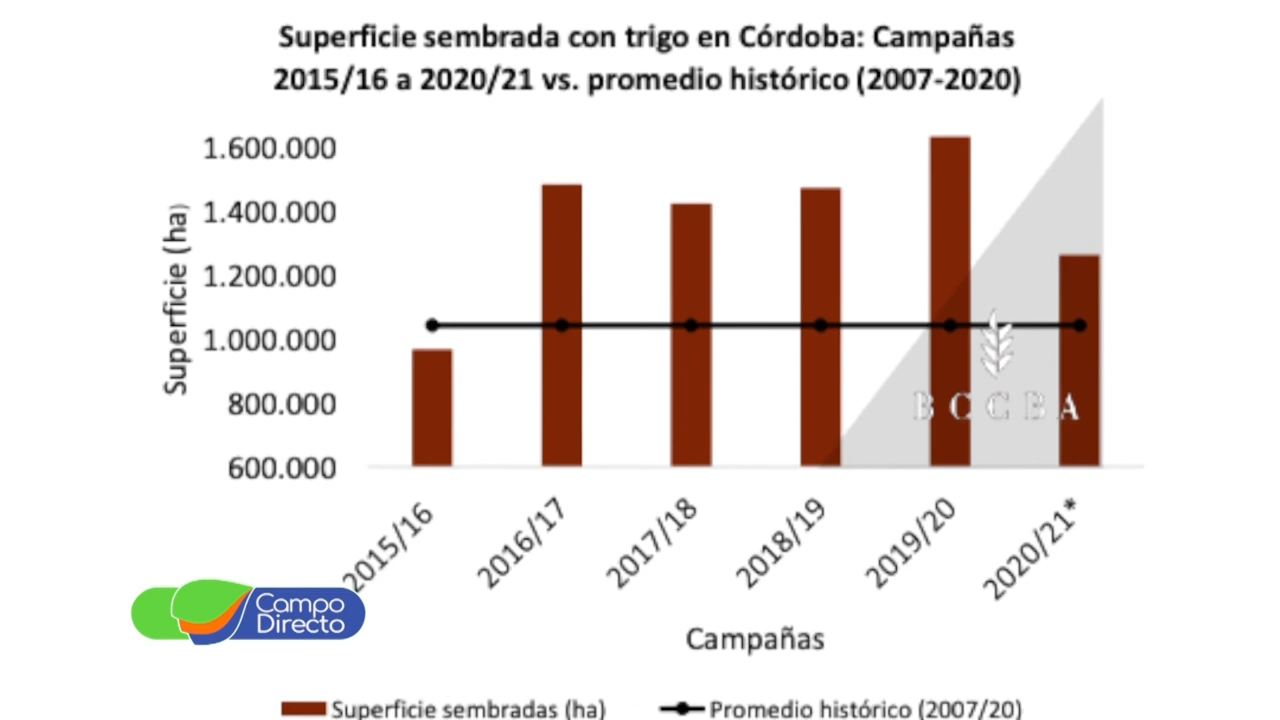 Superficie sembrada con trigo en Córdoba: Campañas
2015/16 a 2020/21 vs. promedio histórico (2007-2020)
Superficie (ha)
1.600.000
1.400.000
1.200.000
1.000.000
800.000
600.000
BCCBA
2015/16
2016/17
2017/18
2018/19
2019/20
2020/21*
Campo
Directo
Campañas
Superficie sembradas (ha)
Promedio histórico (2007/20)